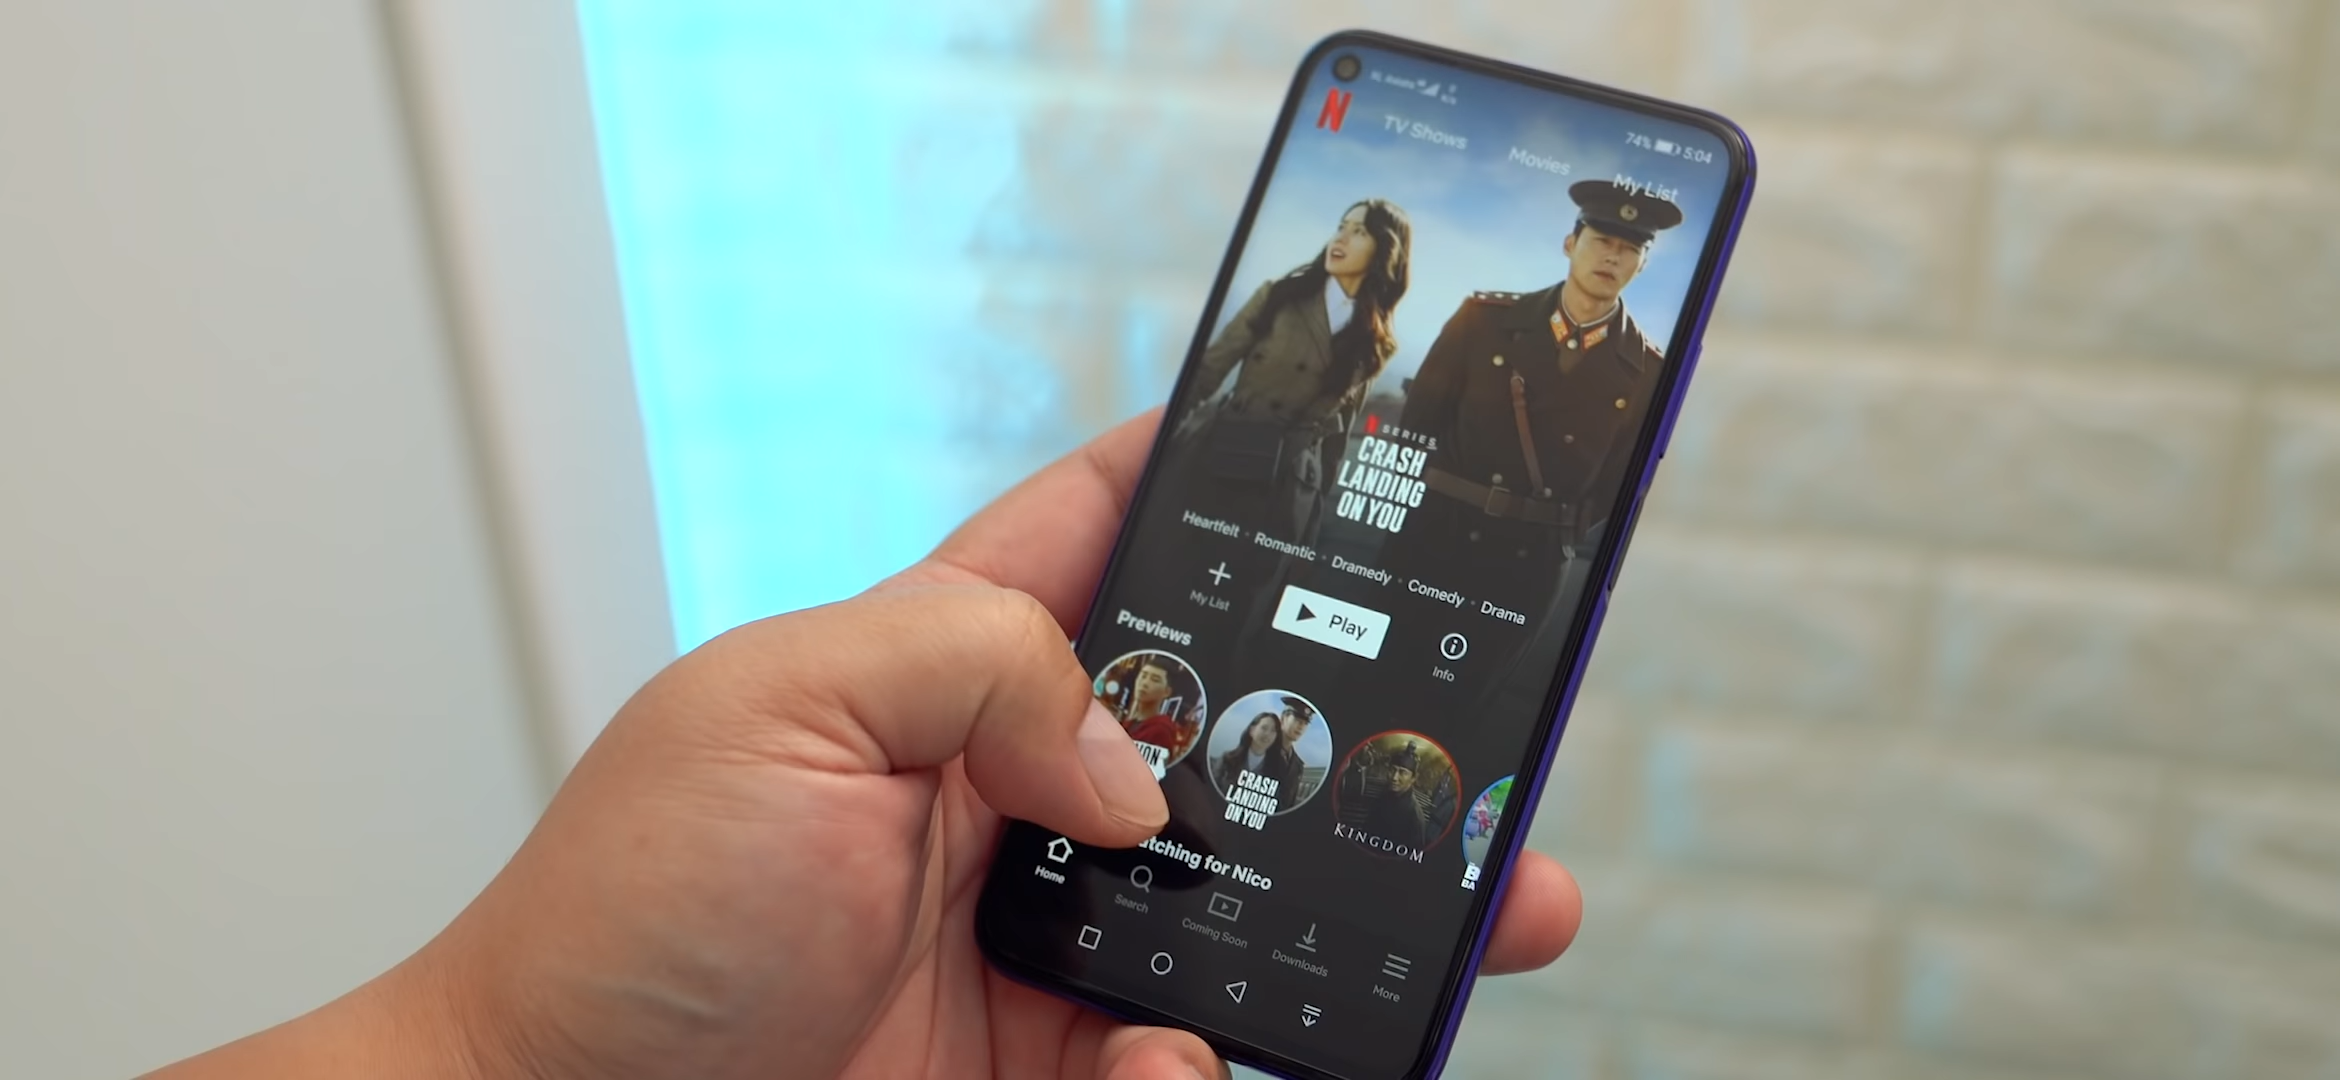 74% 5:04
N
TV Shows
Movies
My List
SERIES
CRASH
LANDING
ON YOU
Heartfelt • Romantic • Dramedy • Comedy • Drama
My List
Play
Info
Previews
CRASH
LANDING
ON YOU
KINGDOM
for Nico
Home
Search
Coming Soon
Downloads
More